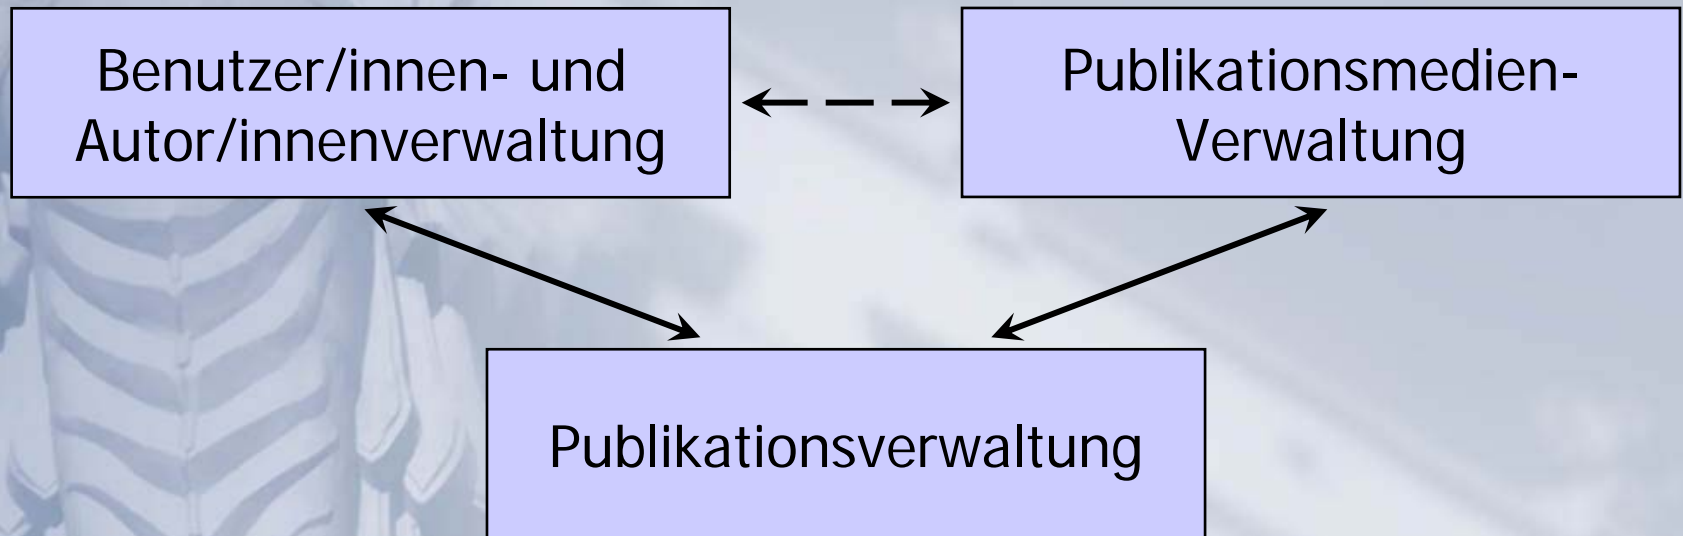 Benutzer/innen- und
Autor/innenverwaltung
Publikationsmedien-
Verwaltung
Publikationsverwaltung